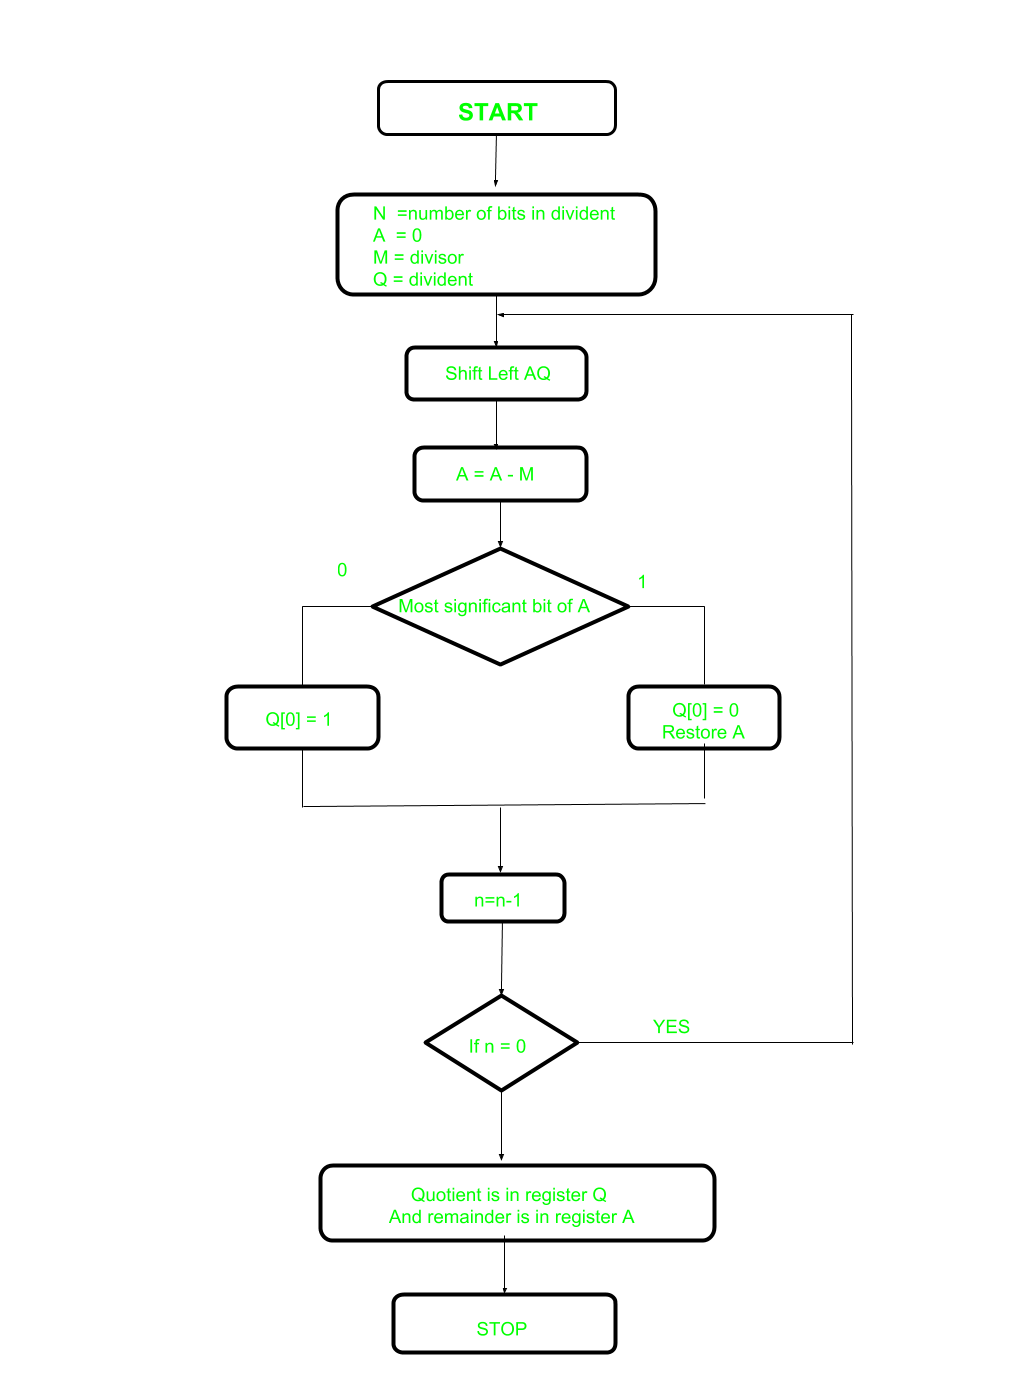 START
N =number of bits in divident
A = 0
M = divisor
Q = divident
Shift Left AQ
A = A - M
0
1
Most significant bit of A
Q[0] = 1
Q[0] = 0
Restore A
n=n-1
YES
If n = 0
Quotient is in register Q
And remainder is in register A
STOP